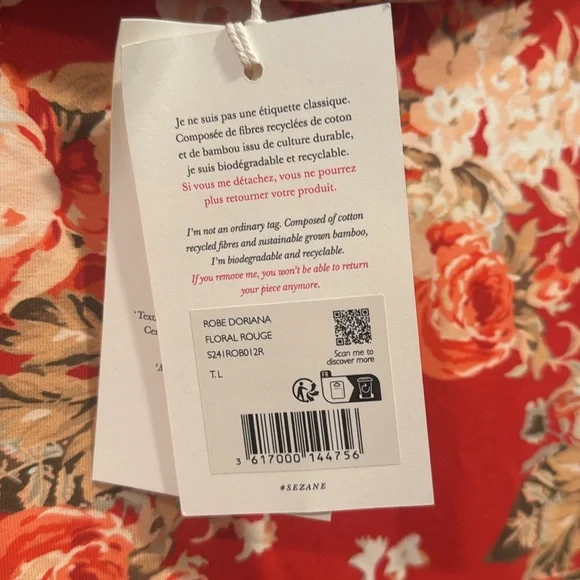 Je ne suis pas une étiquette classique.
Composée de fibres recyclées de coton
et de bambou issu de culture durable,
je suis biodégradable et recyclable.
Si vous me détachez, vous ne pourrez
plus retourner votre produit.
I'm not an ordinary tag. Composed of cotton
recycled fibres and sustainable grown bamboo,
I'm biodegradable and recyclable.
If you remove me, you won't be able to return
your piece anymore.
ROBE DORIANA
FLORAL ROUGE
S241ROB012R
T. L
Scan me to
discover more
FR
3 617000 144756
#SEZANE